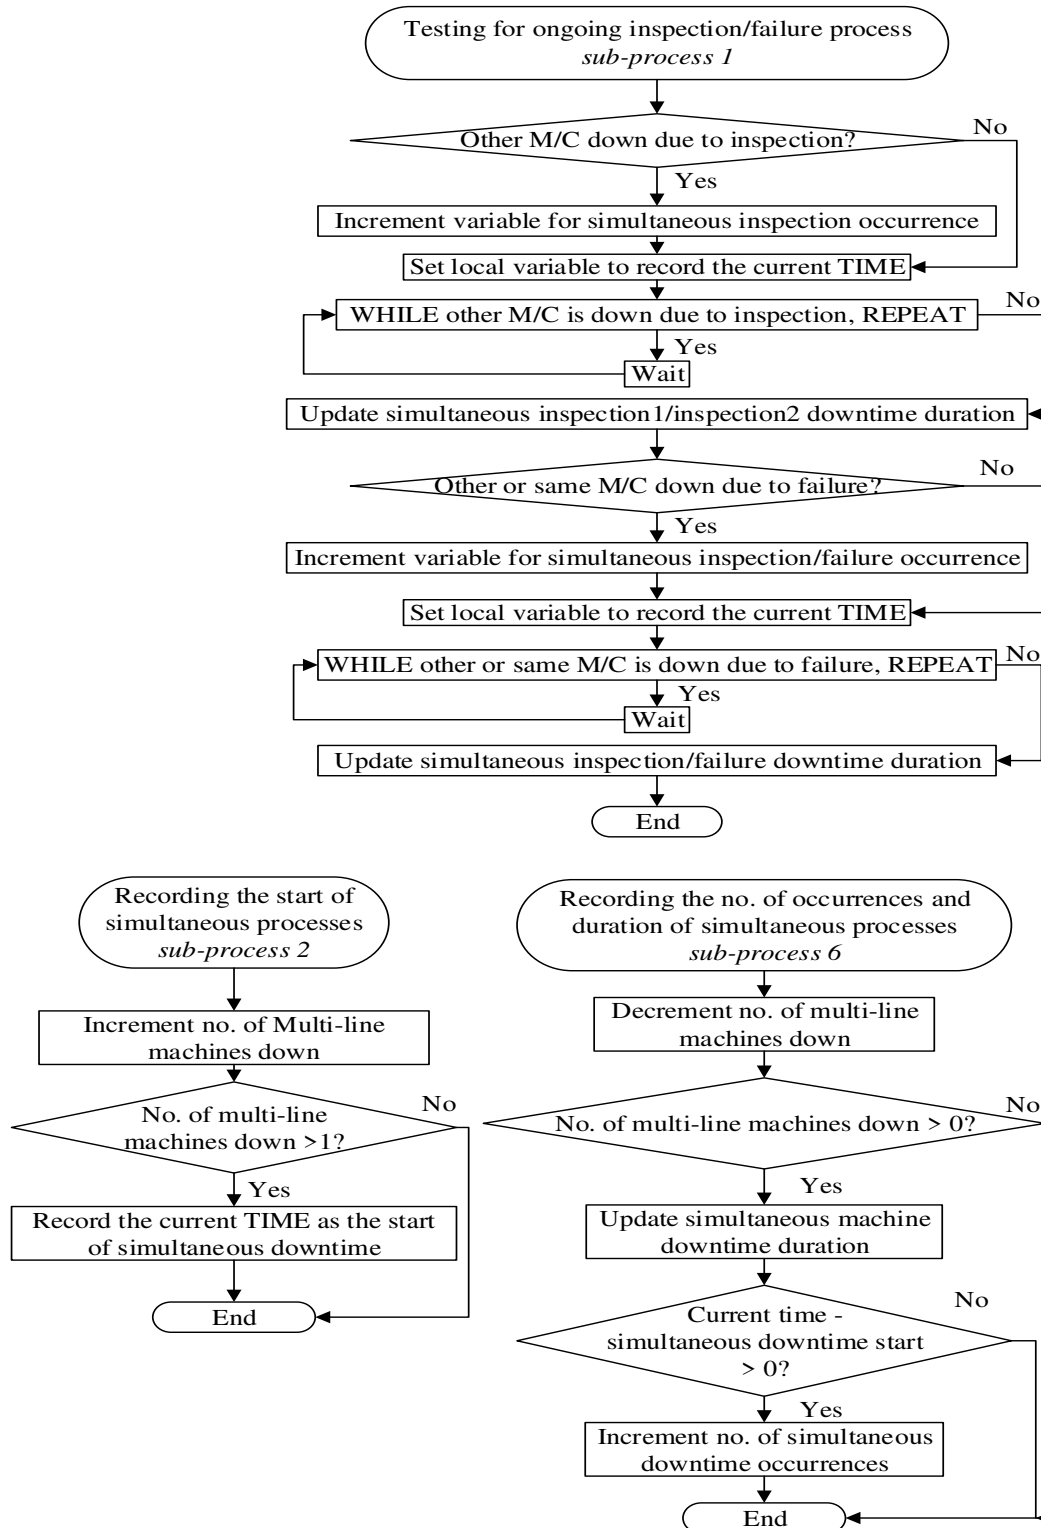 Testing for ongoing inspection/failure process
sub-process 1
Other M/C down due to inspection?
No
Yes
Increment variable for simultaneous inspection occurrence
Set local variable to record the current TIME
WHILE other M/C is down due to inspection, REPEAT
No
Yes
Wait
Update simultaneous inspection1/inspection2 downtime duration
Other or same M/C down due to failure?
No
Yes
Increment variable for simultaneous inspection/failure occurrence
Set local variable to record the current TIME
WHILE other or same M/C is down due to failure, REPEAT
No
Yes
Wait
Update simultaneous inspection/failure downtime duration
End
Recording the start of
simultaneous processes
sub-process 2
Increment no. of Multi-line
machines down
No. of multi-line
machines down >1?
No
Yes
Record the current TIME as the start
of simultaneous downtime
End
Recording the no. of occurrences and
duration of simultaneous processes
sub-process 6
Decrement no. of multi-line
machines down
No. of multi-line machines down > 0?
No
Yes
Update simultaneous machine
downtime duration
Current time -
simultaneous downtime start
> 0?
No
Yes
Increment no. of simultaneous
downtime occurrences
End